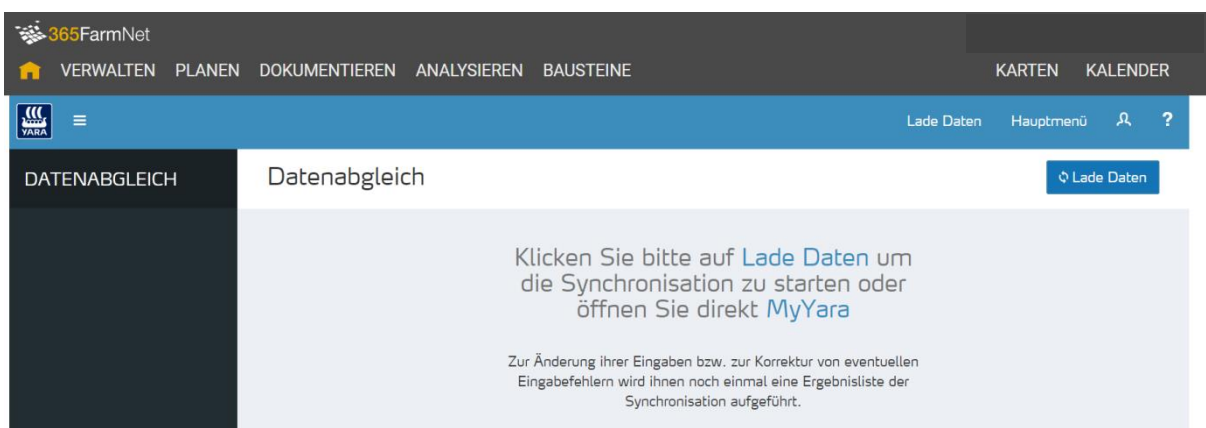 365FarmNet
VERWALTEN PLANEN DOKUMENTIEREN ANALYSIEREN BAUSTEINE KARTEN KALENDER
YARA Lade Daten Hauptmenü ?
DATENABGLEICH Datenabgleich Lade Daten
Klicken Sie bitte auf Lade Daten um
die Synchronisation zu starten oder
öffnen Sie direkt MyYara
Zur Änderung ihrer Eingaben bzw. zur Korrektur von eventuellen
Eingabefehlern wird ihnen noch einmal eine Ergebnisliste der
Synchronisation aufgeführt.